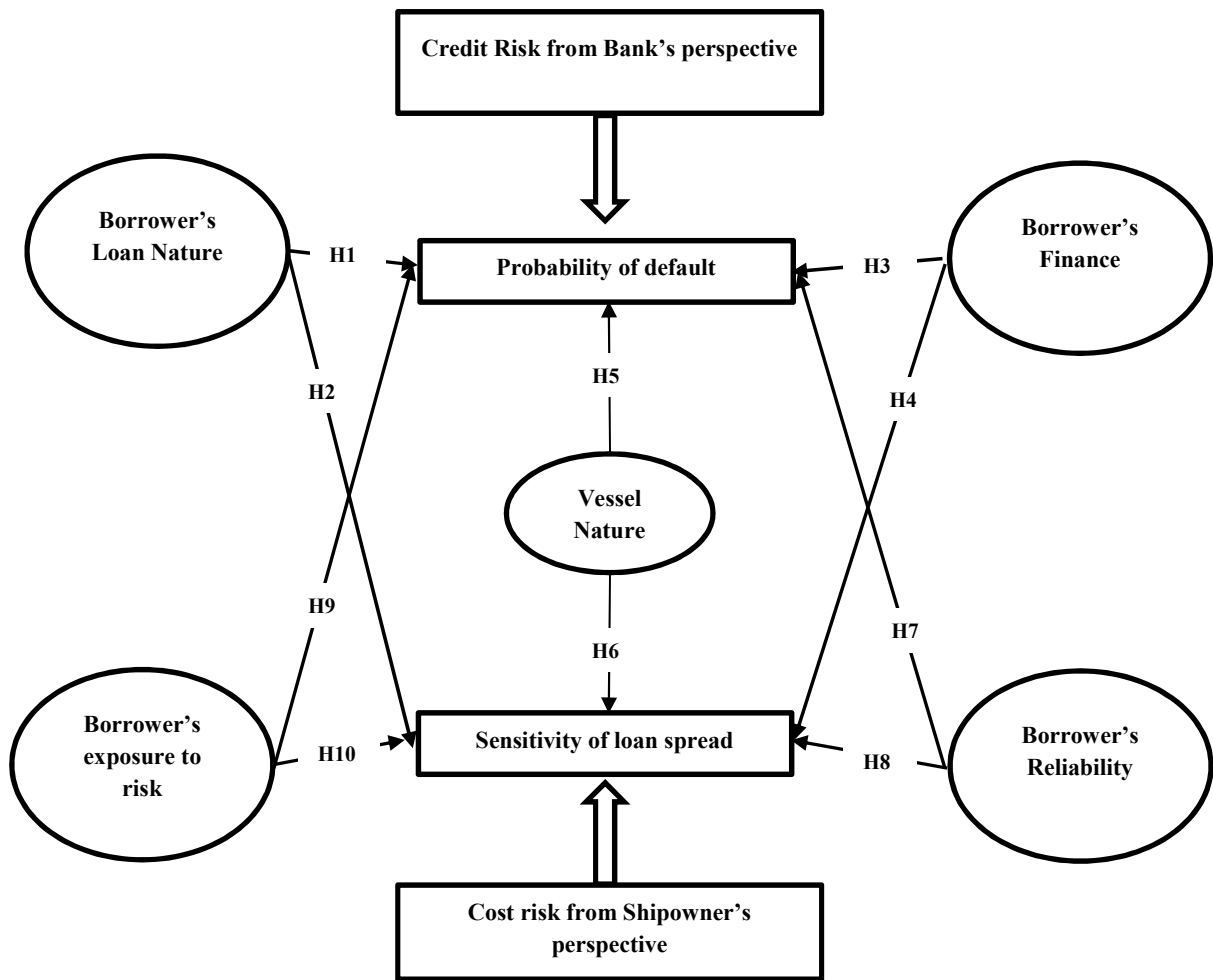 Credit Risk from Bank’s perspective
Borrower’s
Loan Nature
Borrower’s
Finance
H1
Probability of default
H3
H5
H2
H4
Vessel
Nature
H9
H7
H6
Borrower’s
exposure to
risk
H10
Sensitivity of loan spread
H8
Borrower’s
Reliability
Cost risk from Shipowner’s
perspective